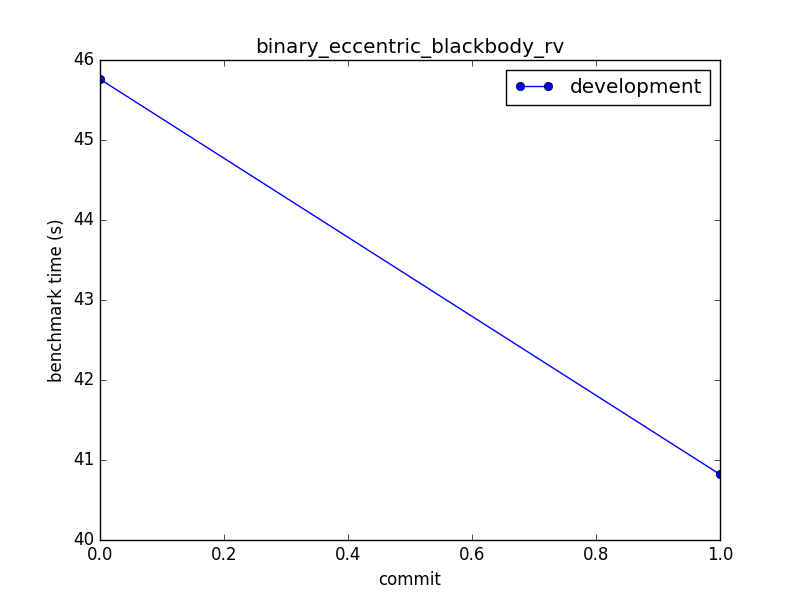 binary_eccentric_blackbody_rv
development
46
45
44
43
42
41
40
benchmark time (s)
0.0 0.2 0.4 0.6 0.8 1.0
commit